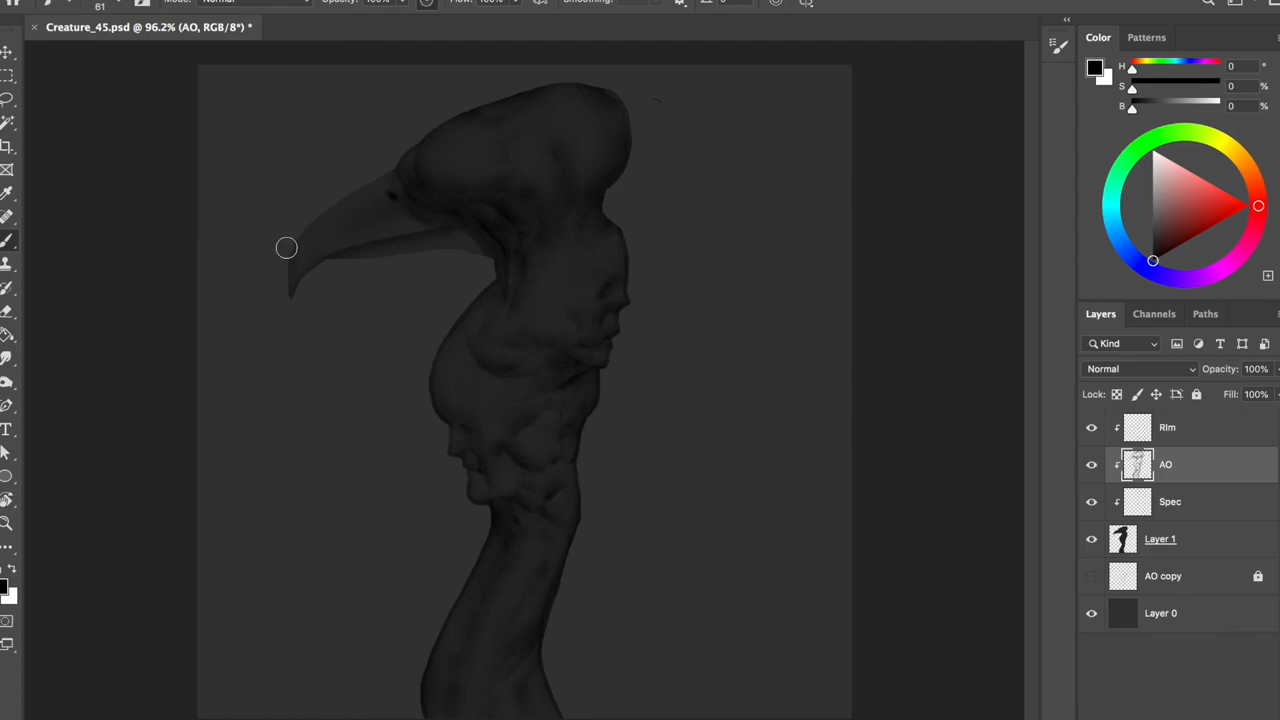 61 Mode: Normal Opacity: 100% Flow: 100% Smoothing: 0
× Creature_45.psd @ 96.2% (AO, RGB/8*) *
Color Patterns
H 0 °
S 0 %
B 0 %
Layers Channels Paths
Kind
Normal Opacity: 100%
Lock: Fill: 100%
RIm
AO
Spec
Layer 1
AO copy
Layer 0